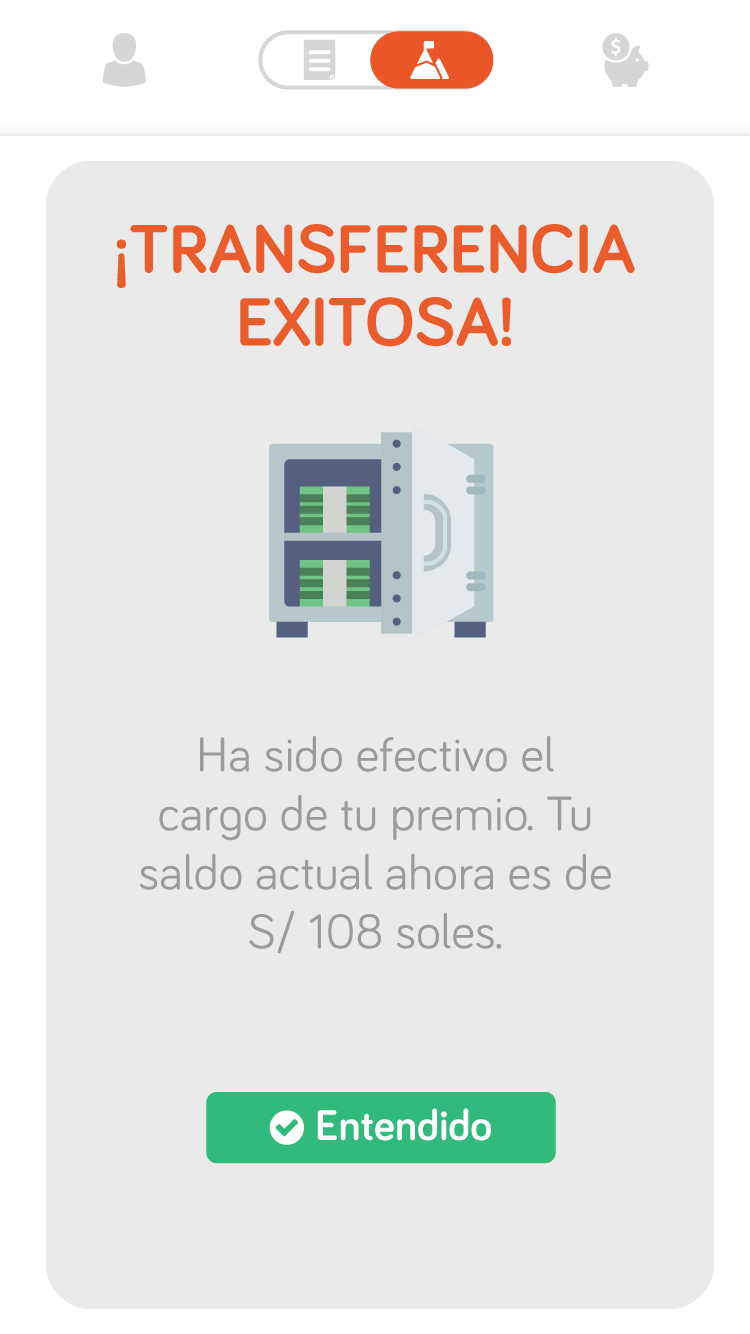 $
¡TRANSFERENCIA
EXITOSA!
Ha sido efectivo el
cargo de tu premio. Tu
saldo actual ahora es de
S/ 108 soles.
Entendido